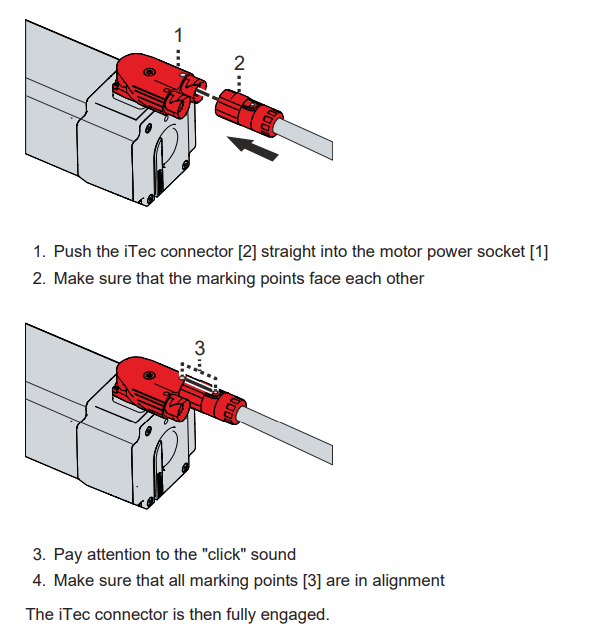 1
2
1. Push the iTec connector [2] straight into the motor power socket [1]
2. Make sure that the marking points face each other
3
3. Pay attention to the "click" sound
4. Make sure that all marking points [3] are in alignment
The iTec connector is then fully engaged.